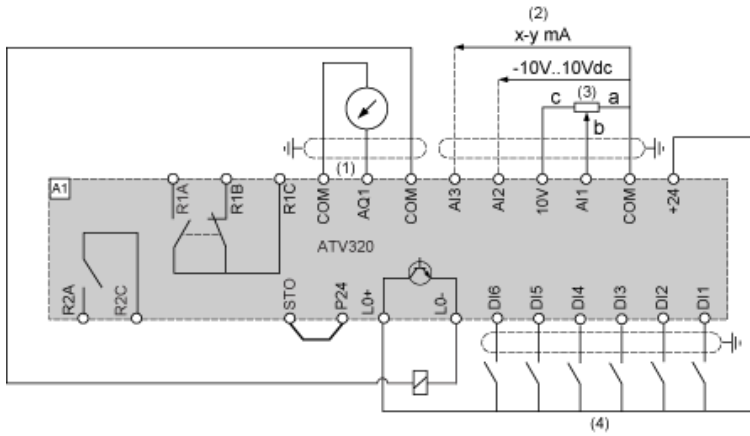 (2)
x-y mA
-10V..10Vdc
c (3) a
b
(1)
A1
R1A R1B R1C COM AQ1 COM AI3 AI2 10V AI1 COM +24
ATV320
R2A R2C STO P24 L0+ L0- DI6 DI5 DI4 DI3 DI2 DI1
(4)